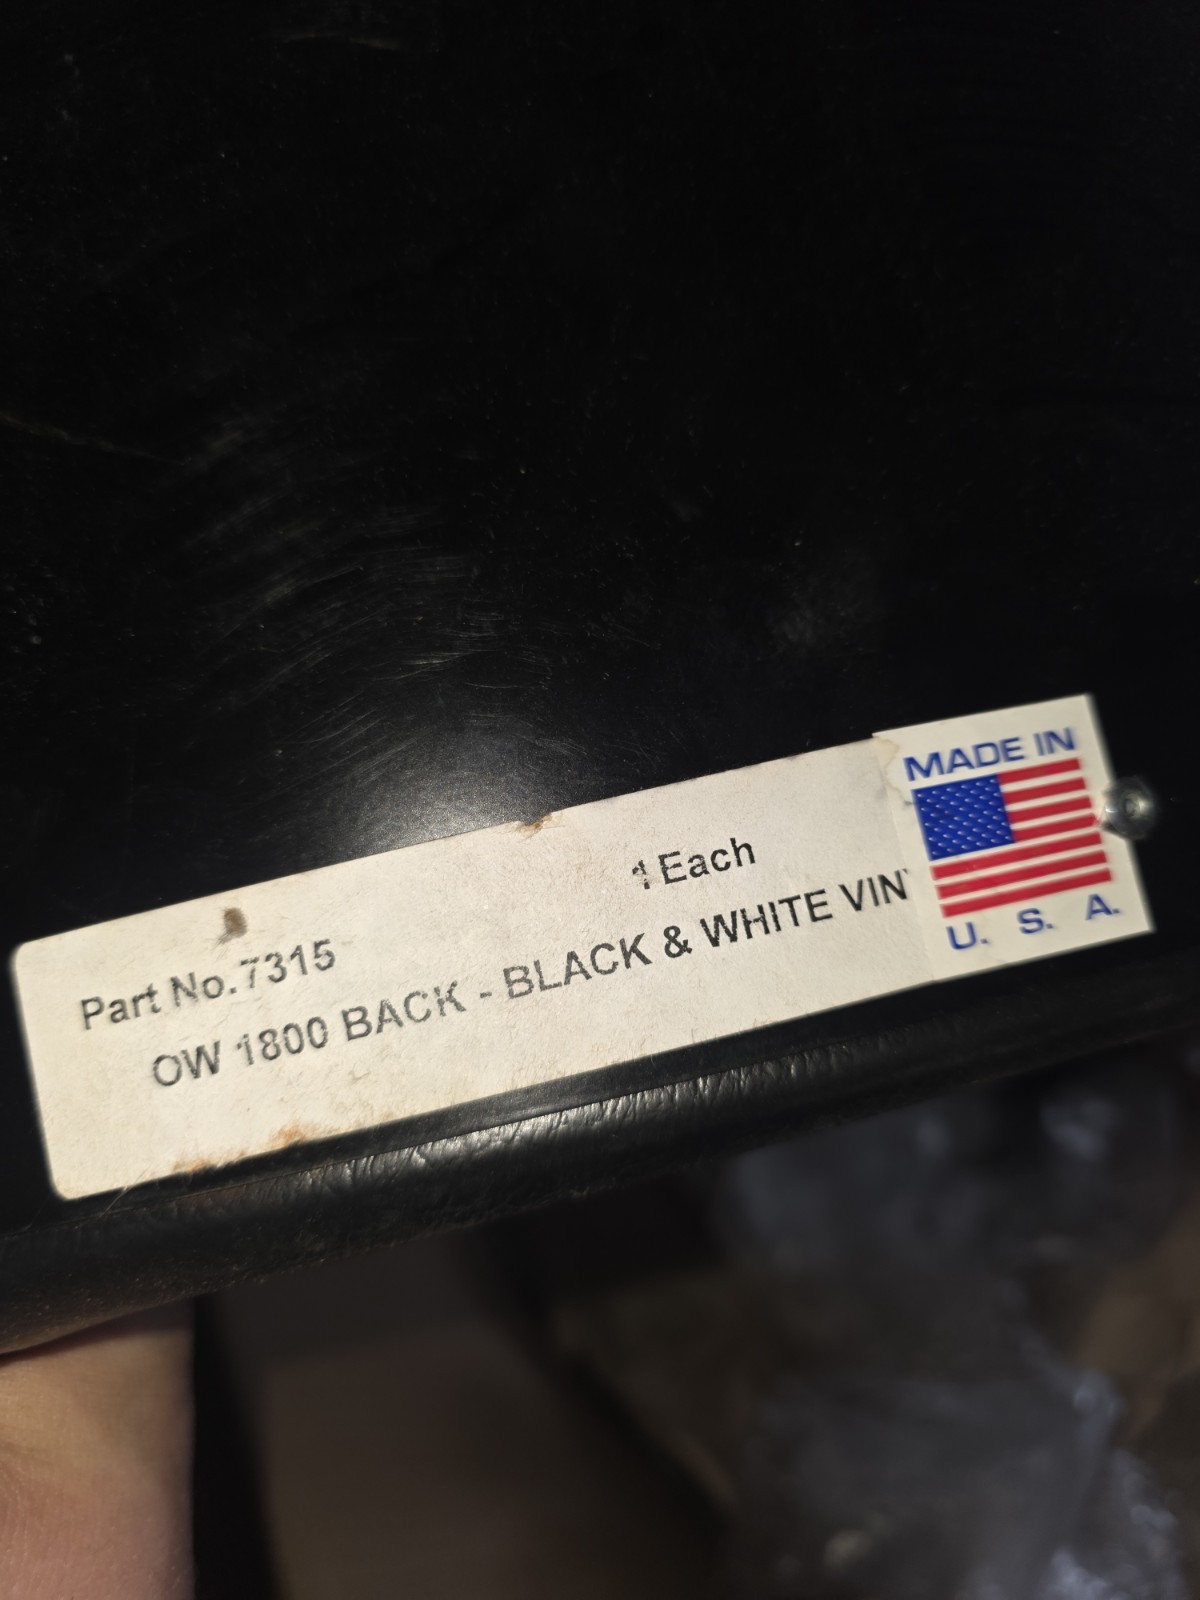 MADE IN
U. S. A.
1 Each
Part No.7315
OW 1800 BACK - BLACK & WHITE VIN